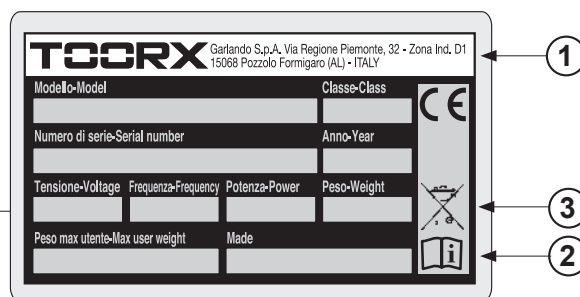 TOORX
Garlando S.p.A. Via Regione Piemonte, 32 - Zona Ind. D1
15068 Pozzolo Formigaro (AL) - ITALY
1
Modello-Model Classe-Class
CE
Numero di serie-Serial number Anno-Year
Tensione-Voltage Frequenza-Frequency Potenza-Power Peso-Weight
3
Peso max utente-Max user weight Made
i
2